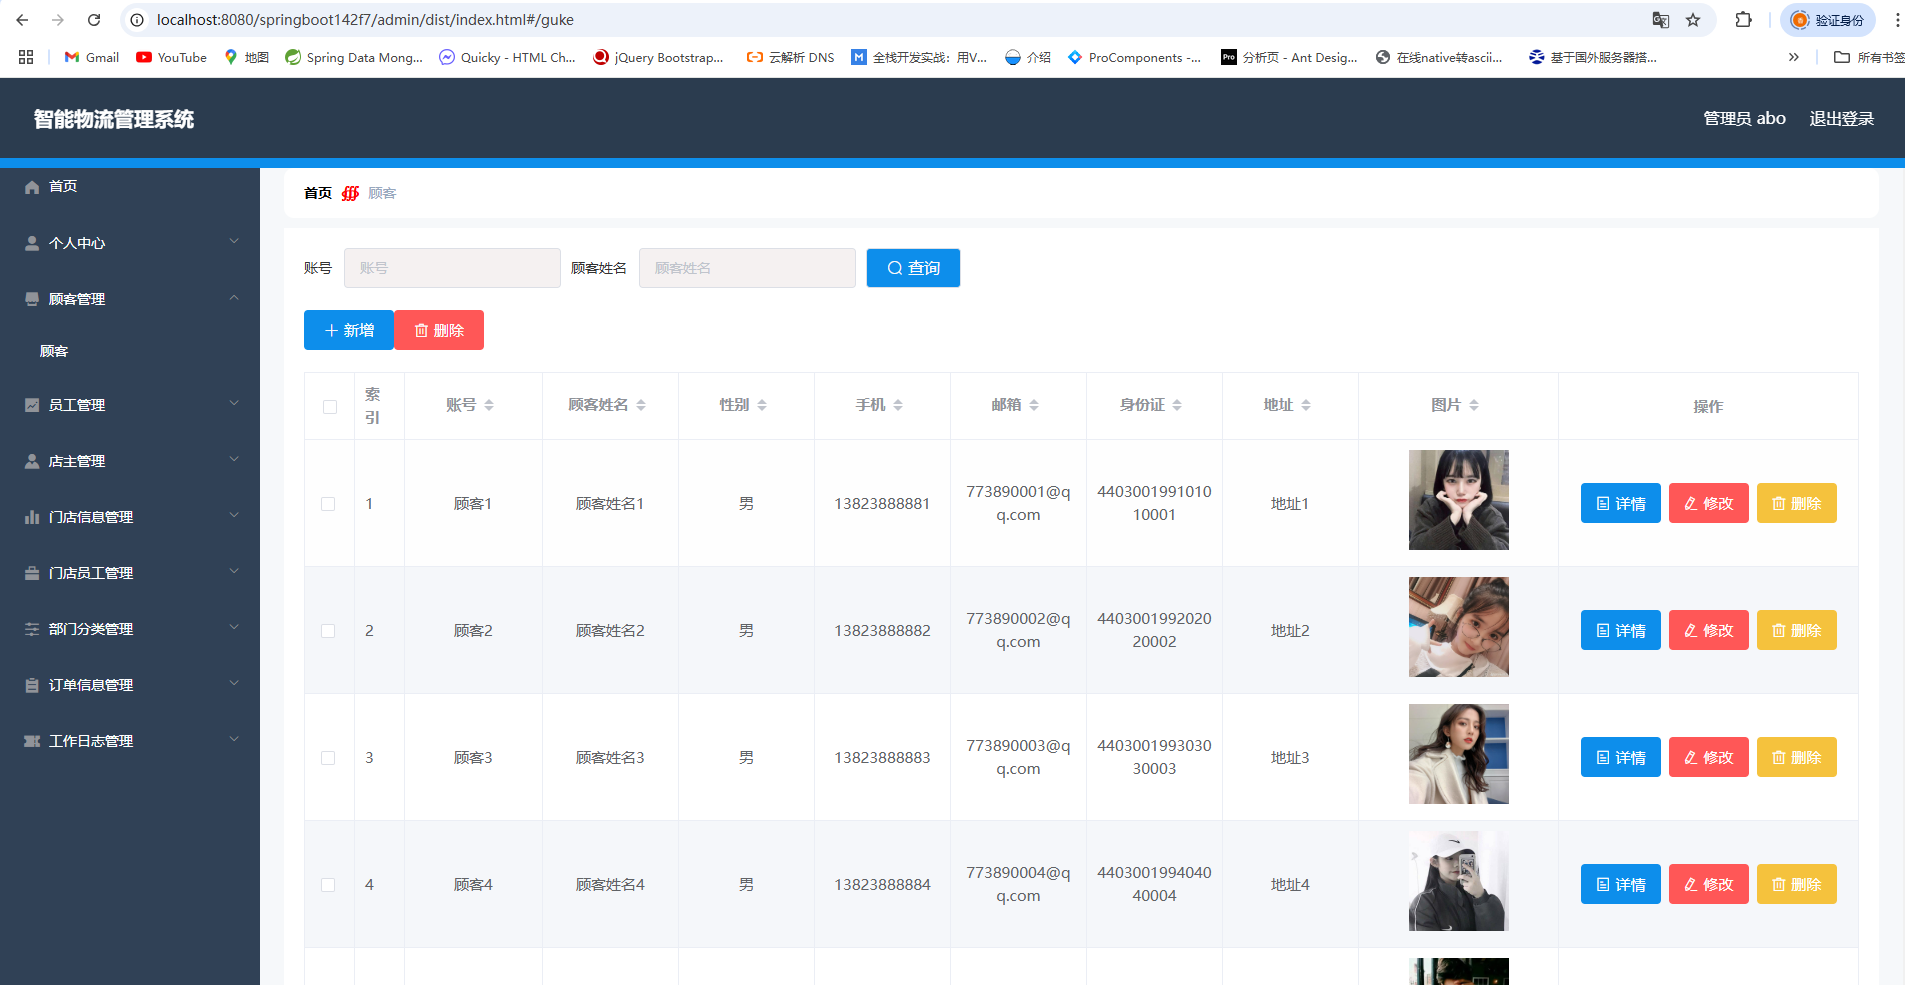 localhost:8080/springboot142f7/admin/dist/index.html#/guke 验证身份
Gmail YouTube 地图 Spring Data Mong... Quicky - HTML Ch... jQuery Bootstrap... 云解析 DNS M 全栈开发实战：用V... 介绍 ProComponents -... Pro 分析页 - Ant Desig... 在线native转ascii... 基于国外服务器搭... » 所有书签
智能物流管理系统 管理员 abo 退出登录
首页
个人中心
顾客管理
顾客
员工管理
店主管理
门店信息管理
门店员工管理
部门分类管理
订单信息管理
工作日志管理
首页 顾客
账号 账号 顾客姓名 顾客姓名 查询
新增 删除
索引 账号 顾客姓名 性别 手机 邮箱 身份证 地址 图片 操作
1 顾客1 顾客姓名1 男 13823888881 773890001@qq.com 440300199101010001 地址1 详情 修改 删除
2 顾客2 顾客姓名2 男 13823888882 773890002@qq.com 440300199202020002 地址2 详情 修改 删除
3 顾客3 顾客姓名3 男 13823888883 773890003@qq.com 440300199303030003 地址3 详情 修改 删除
4 顾客4 顾客姓名4 男 13823888884 773890004@qq.com 440300199404040004 地址4 详情 修改 删除